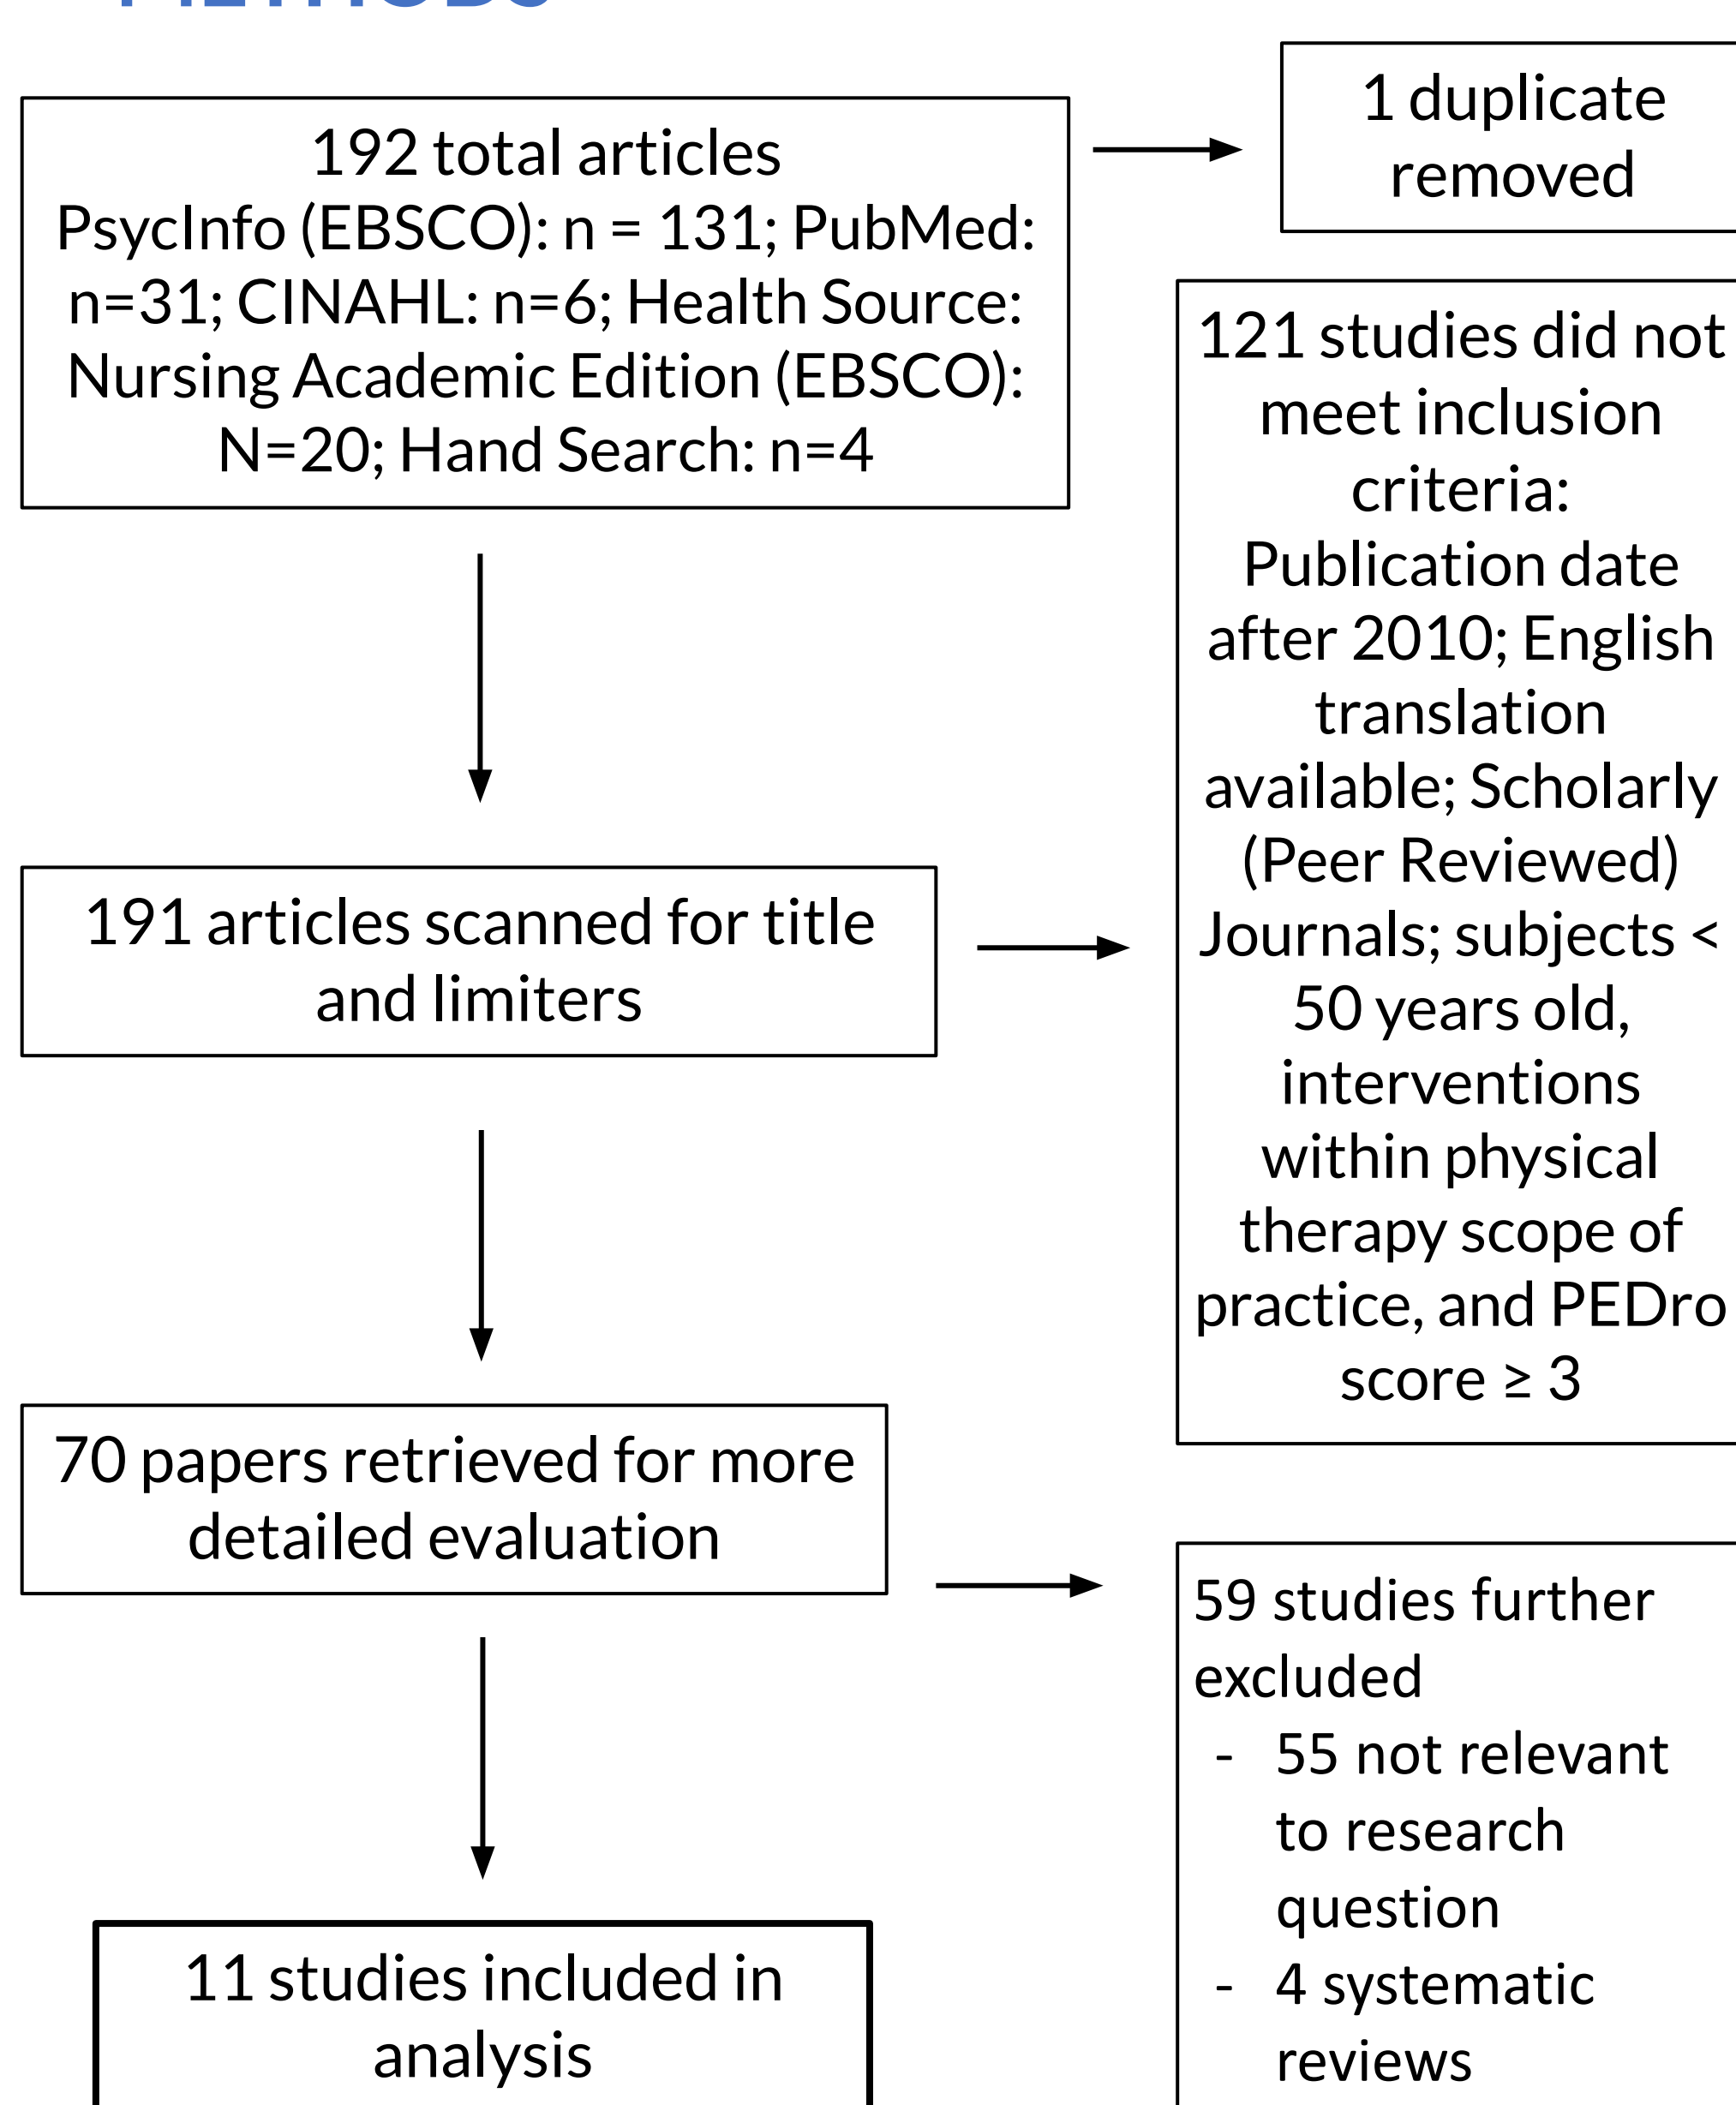 METHODS
192 total articles
PsycInfo (EBSCO): n = 131; PubMed:
n=31; CINAHL: n=6; Health Source:
Nursing Academic Edition (EBSCO):
N=20; Hand Search: n=4
1 duplicate
removed
191 articles scanned for title
and limiters
121 studies did not
meet inclusion
criteria:
Publication date
after 2010; English
translation
available; Scholarly
(Peer Reviewed)
Journals; subjects <
50 years old,
interventions
within physical
therapy scope of
practice, and PEDro
score ≥ 3
70 papers retrieved for more
detailed evaluation
59 studies further
excluded
- 55 not relevant
to research
question
- 4 systematic
reviews
11 studies included in
analysis